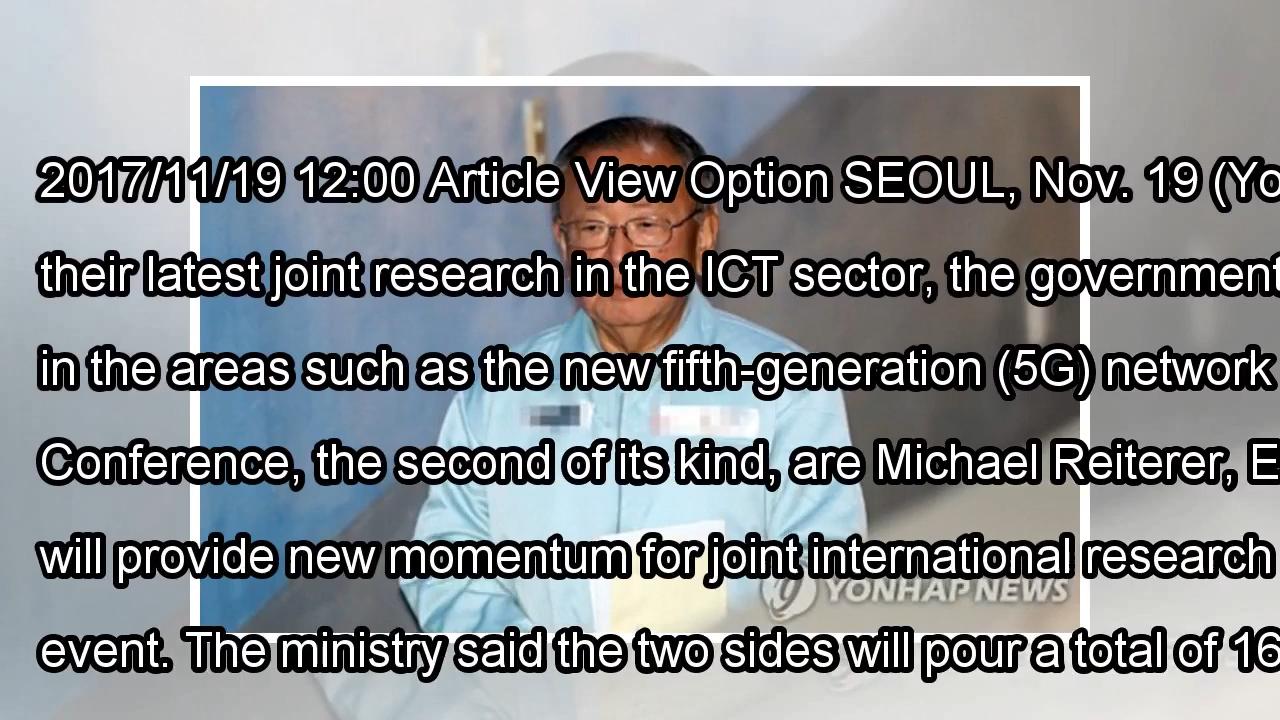 2017/11/19 12:00 Article View Option SEOUL, Nov. 19 (Yo
their latest joint research in the ICT sector, the government
in the areas such as the new fifth-generation (5G) network
Conference, the second of its kind, are Michael Reiterer, E
will provide new momentum for joint international research
YONHAP NEWS
event. The ministry said the two sides will pour a total of 16